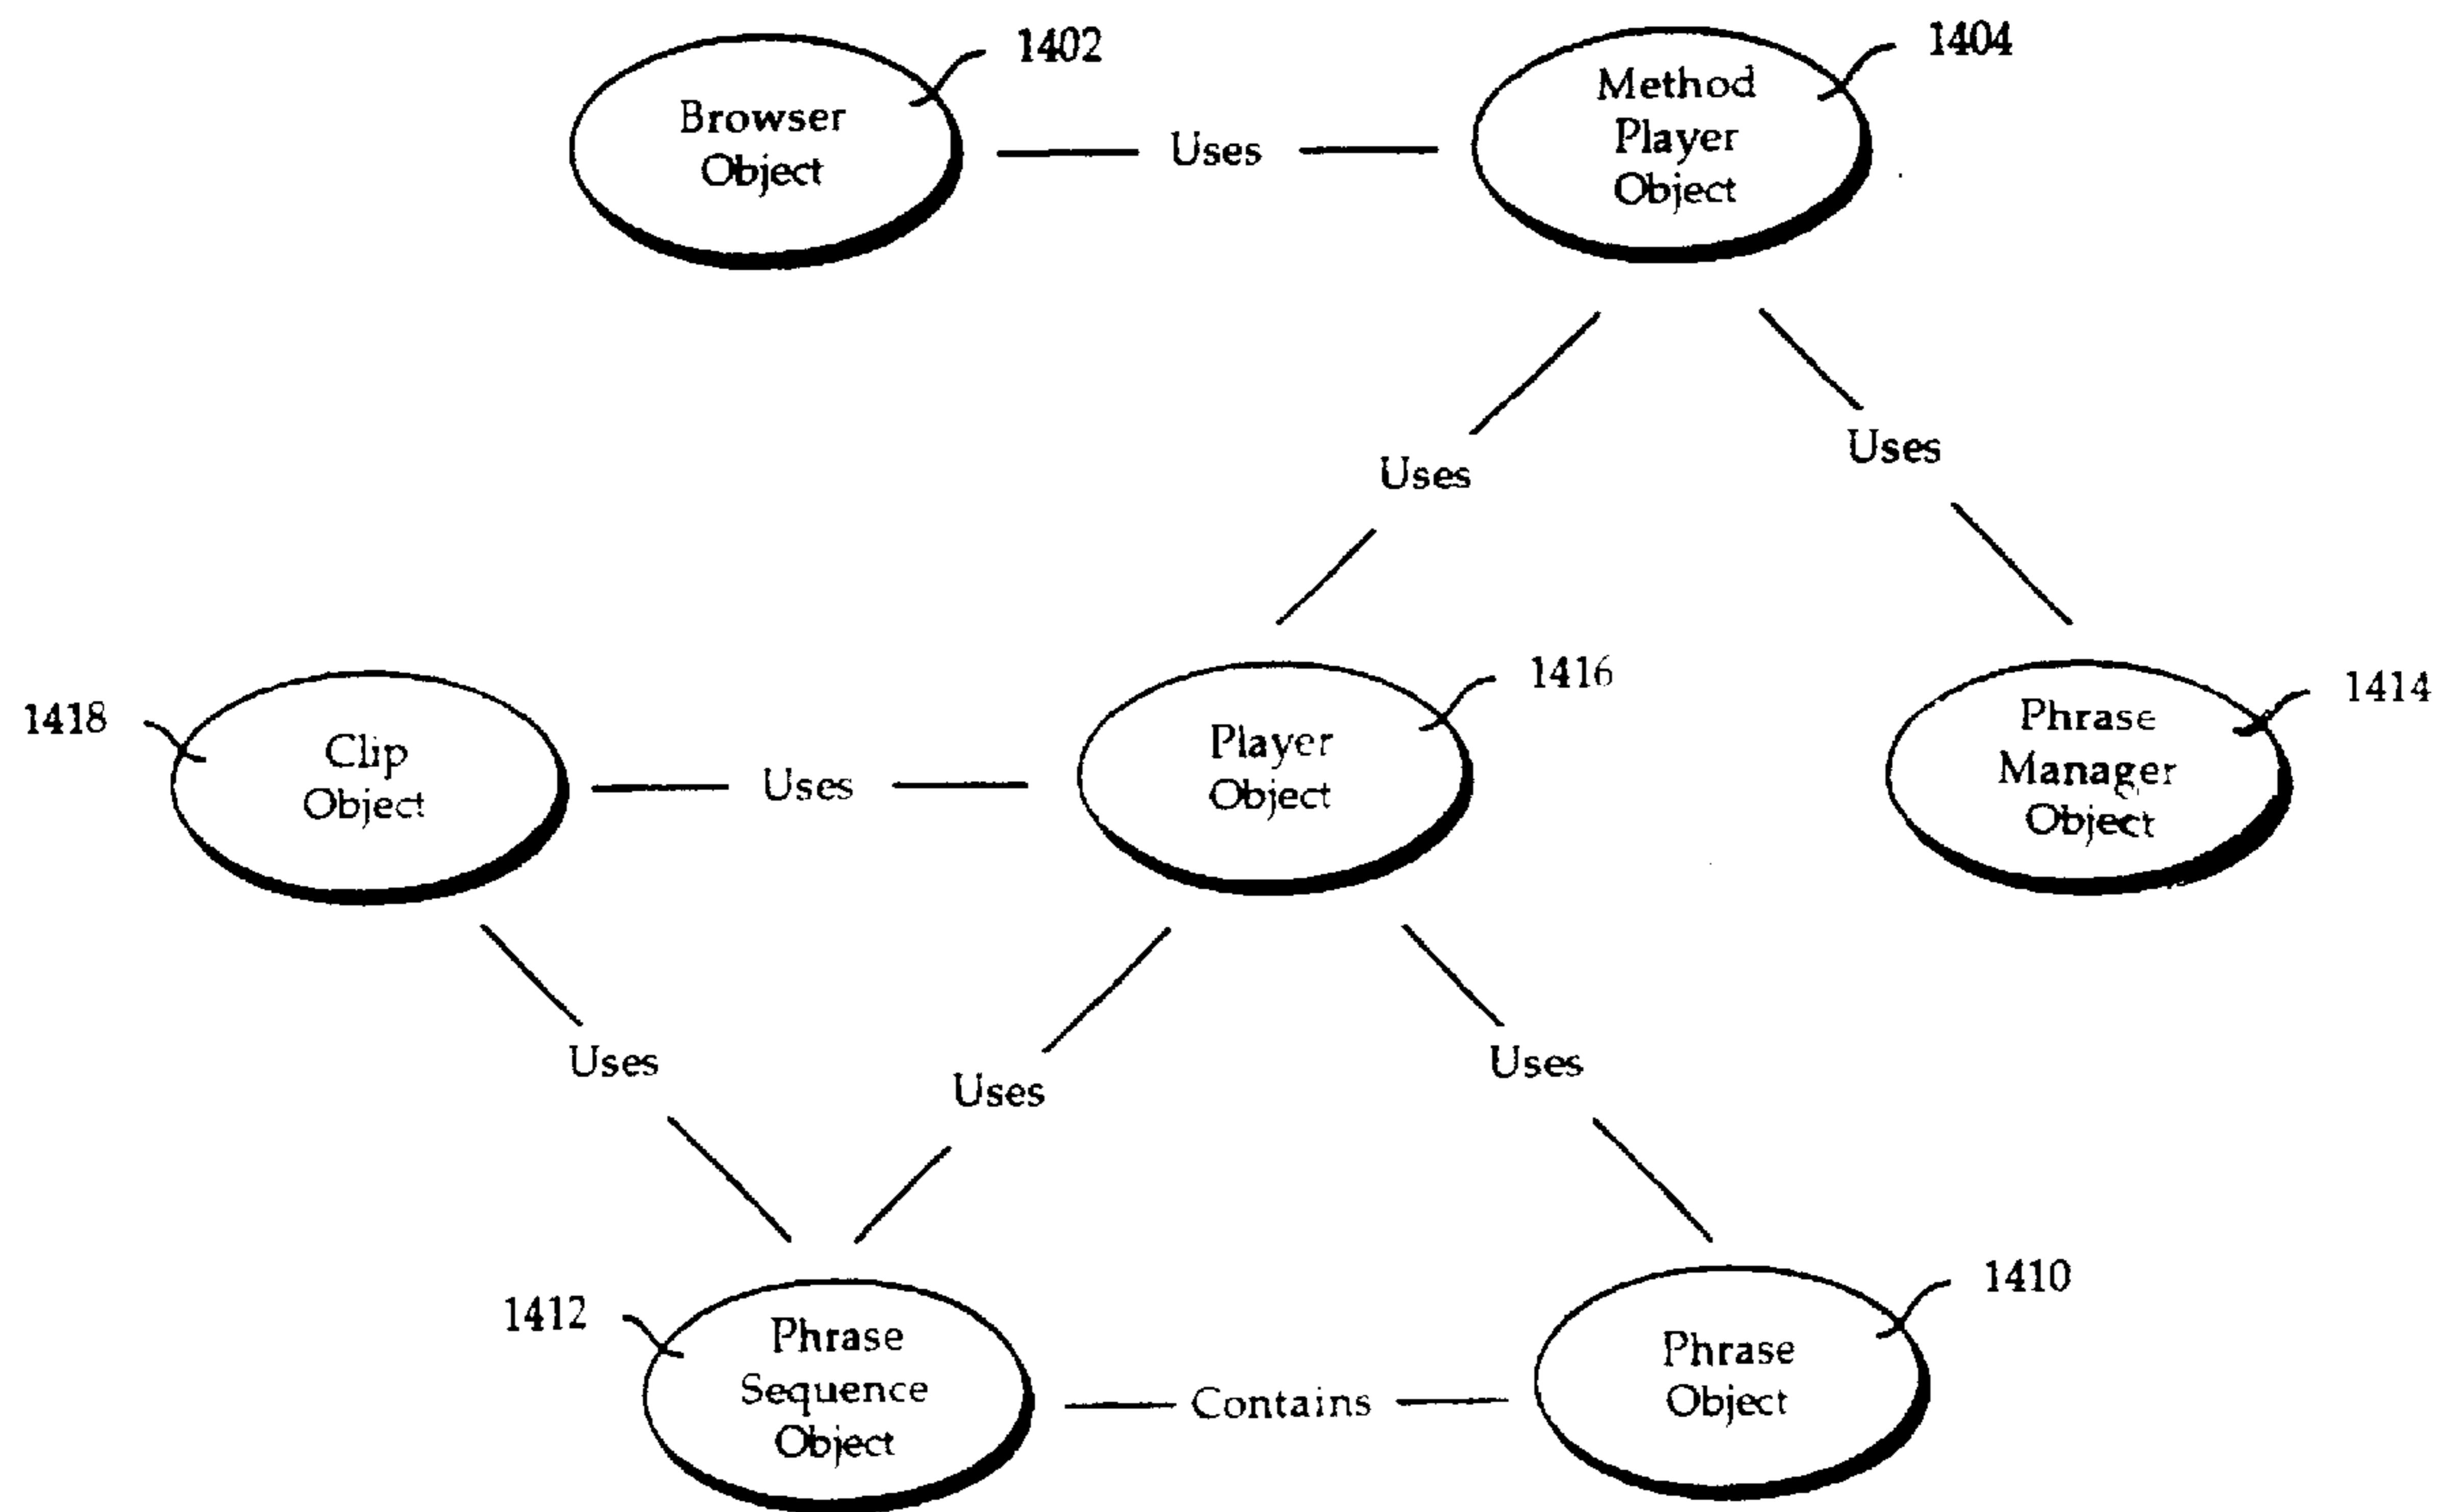 1402
1404
Browser
Object
Uses
Method
Player
Object
Uses
Uses
1418
1416
1414
Clip
Object
Uses
Player
Object
Phrase
Manager
Object
Uses
Uses
Uses
1412
1410
Phrase
Sequence
Object
Contains
Phrase
Object